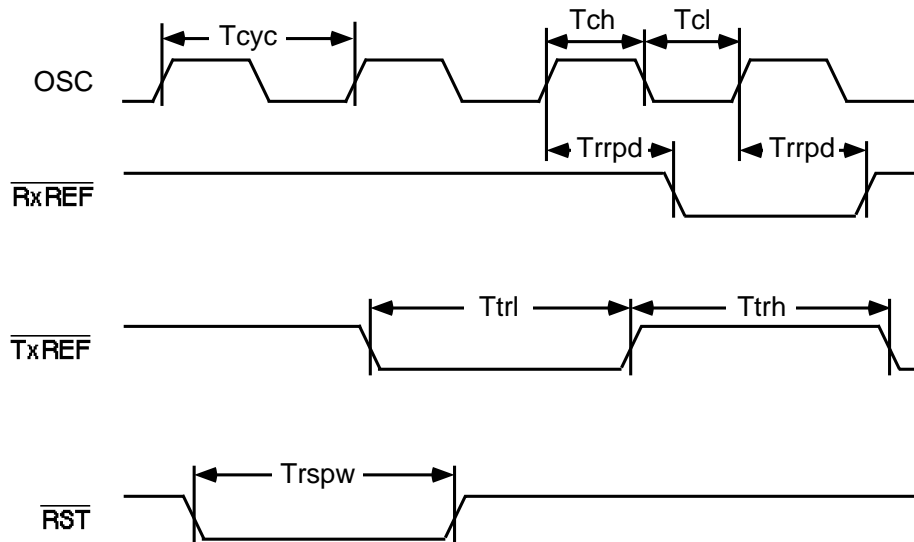 Tcyc Tch Tcl
OSC
Trrpd Trrpd
RxREF
Ttrl Ttrh
TxREF
Trspw
RST